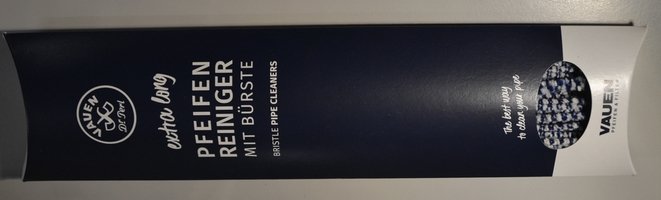 VAUEN
Dr. Perl
extra long
PFEIFEN
REINIGER
MIT BÜRSTE
BRISTLE PIPE CLEANERS
The best way
to clean your pipe
VAUEN